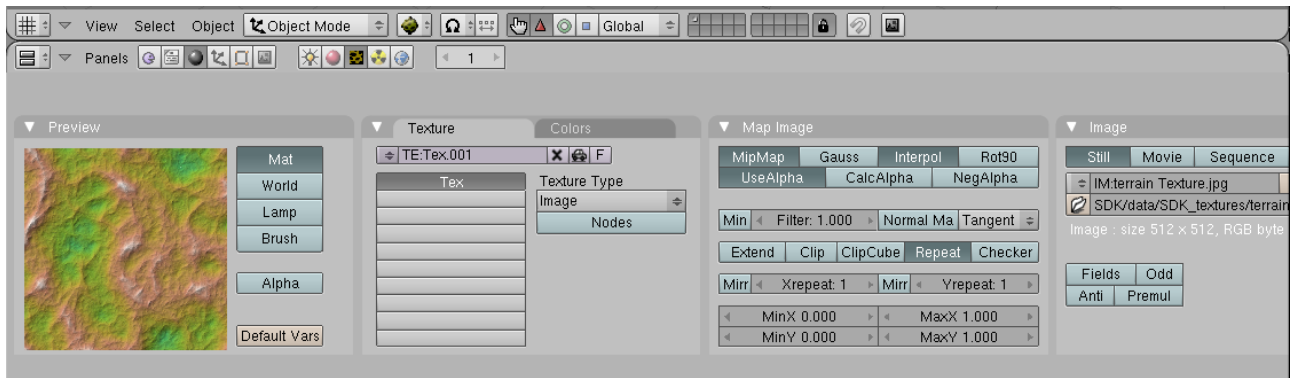 View Select Object Object Mode Global
Panels 1
Preview
Mat
World
Lamp
Brush
Alpha
Default Vars
Texture Colors
TE:Tex.001 F
Tex
Texture Type
Image
Nodes
Map Image
MipMap Gauss Interpol Rot90
UseAlpha CalcAlpha NegAlpha
Min Filter: 1.000 Normal Ma Tangent
Extend Clip ClipCube Repeat Checker
Mirr Xrepeat: 1 Mirr Yrepeat: 1
MinX 0.000 MaxX 1.000
MinY 0.000 MaxY 1.000
Image
Still Movie Sequence
IM:terrain Texture.jpg
SDK/data/SDK_textures/terrain
Image : size 512 x 512, RGB byte
Fields Odd
Anti Premul